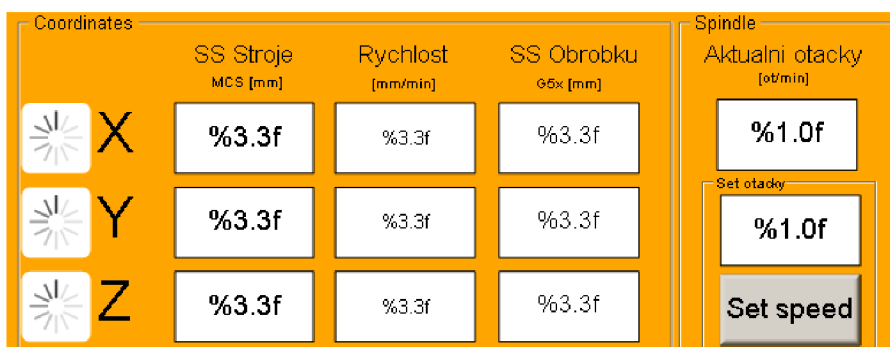 Coordinates
SS Stroje Rychlost SS Obrobku
MCS [mm] [mm/min] G5x [mm]
X %3.3f %3.3f %3.3f
Y %3.3f %3.3f %3.3f
Z %3.3f %3.3f %3.3f
Spindle
Aktualni otacky
[ot/min]
%1.0f
Set otacky
%1.0f
Set speed